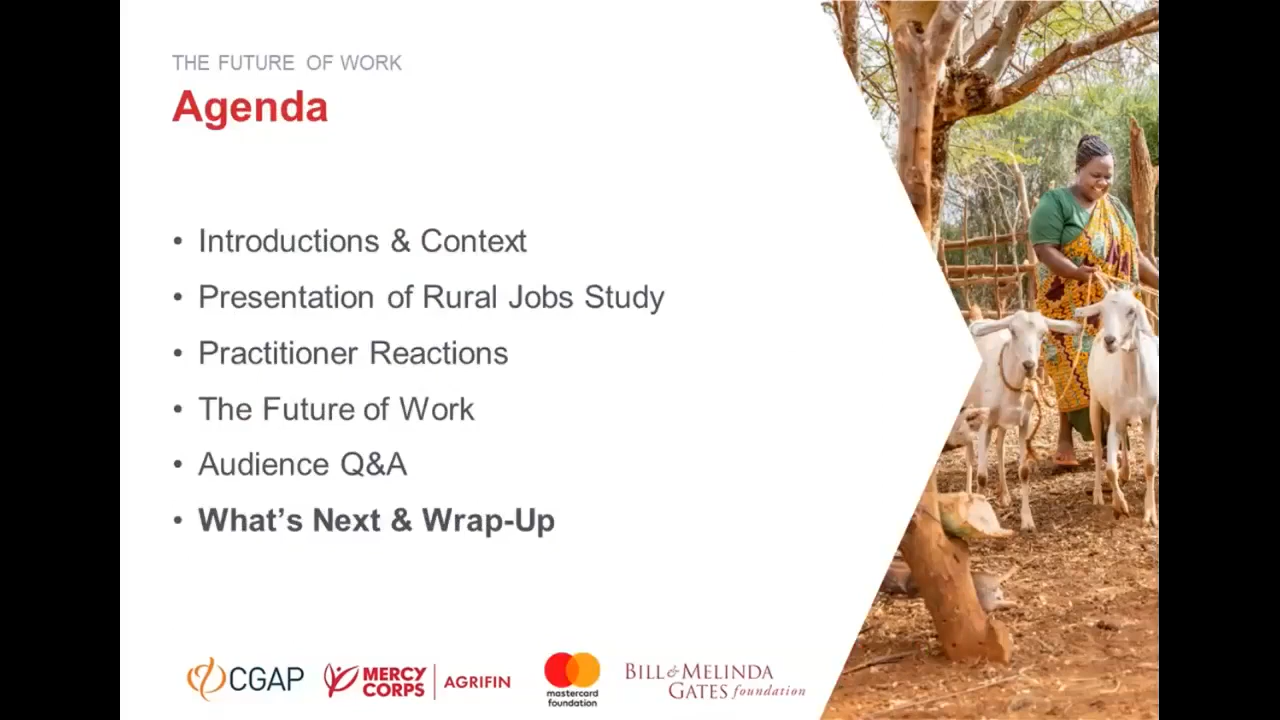 THE FUTURE OF WORK
Agenda
• Introductions & Context
• Presentation of Rural Jobs Study
• Practitioner Reactions
• The Future of Work
• Audience Q&A
• What's Next & Wrap-Up
CGAP
MERCY CORPS | AGRIFIN
mastercard foundation
BILL & MELINDA
GATES foundation